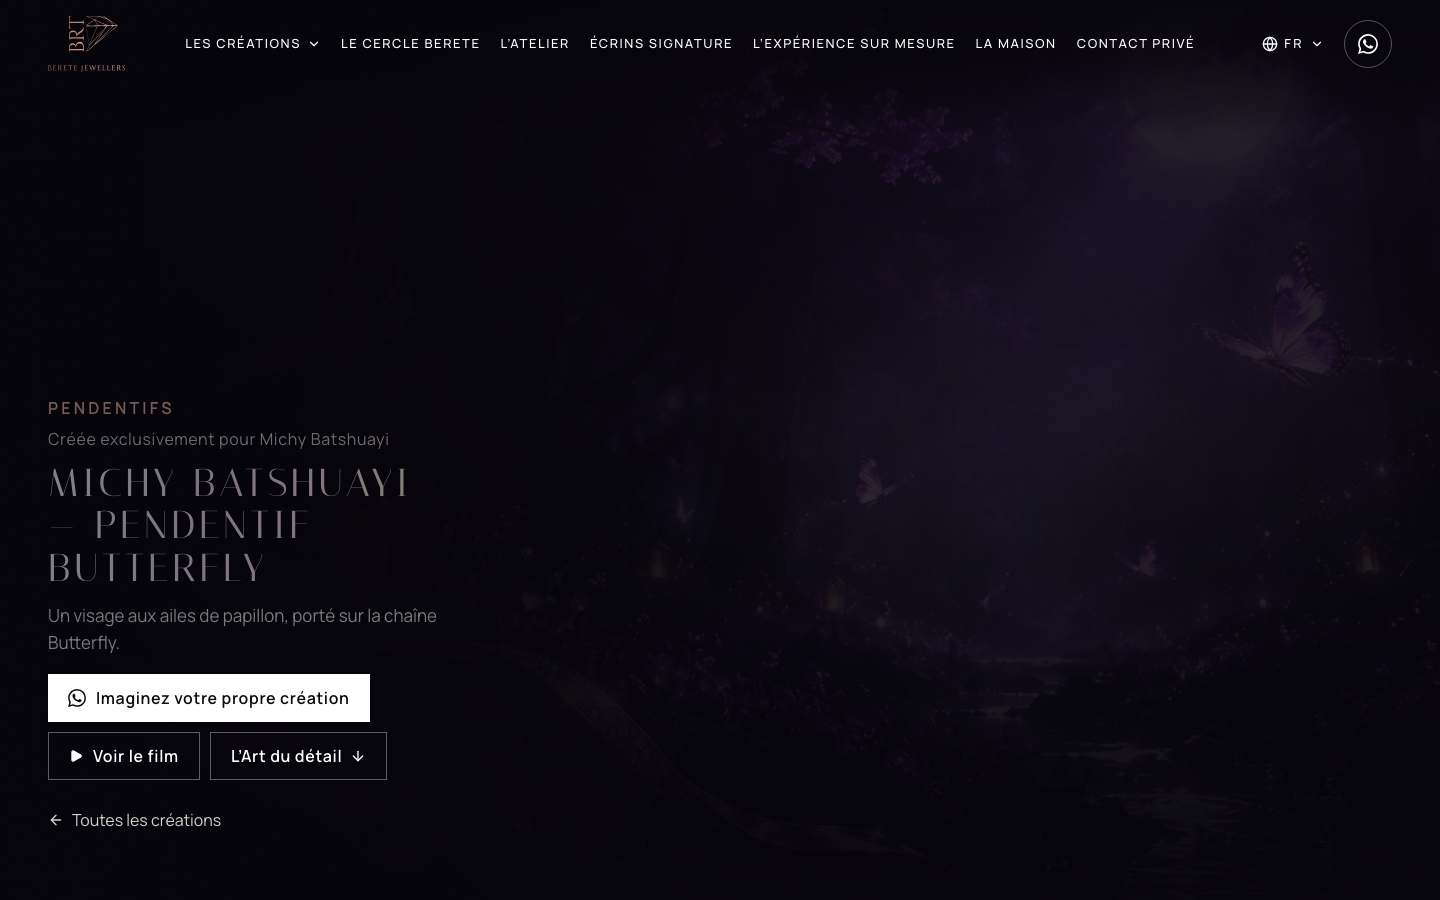 BRT
BERETE JEWELLERS
LES CRÉATIONS
LE CERCLE BERETE
L’ATELIER
ÉCRINS SIGNATURE
L’EXPÉRIENCE SUR MESURE
LA MAISON
CONTACT PRIVÉ
FR
PENDENTIFS
Créée exclusivement pour Michy Batshuayi
MICHY BATSHUAYI
— PENDENTIF
BUTTERFLY
Un visage aux ailes de papillon, porté sur la chaîne
Butterfly.
Imaginez votre propre création
Voir le film
L’Art du détail
Toutes les créations